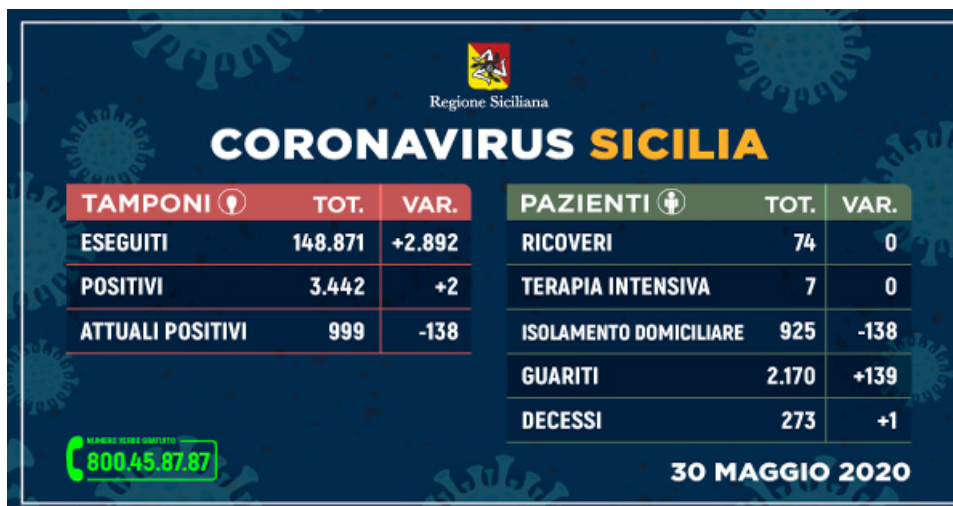 Regione Siciliana
CORONAVIRUS SICILIA
TAMPONI TOT. VAR.
ESEGUITI 148.871 +2.892
POSITIVI 3.442 +2
ATTUALI POSITIVI 999 -138
PAZIENTI TOT. VAR.
RICOVERI 74 0
TERAPIA INTENSIVA 7 0
ISOLAMENTO DOMICILIARE 925 -138
GUARITI 2.170 +139
DECESSI 273 +1
NUMERO VERDE GRATUITO
800.45.87.87
30 MAGGIO 2020